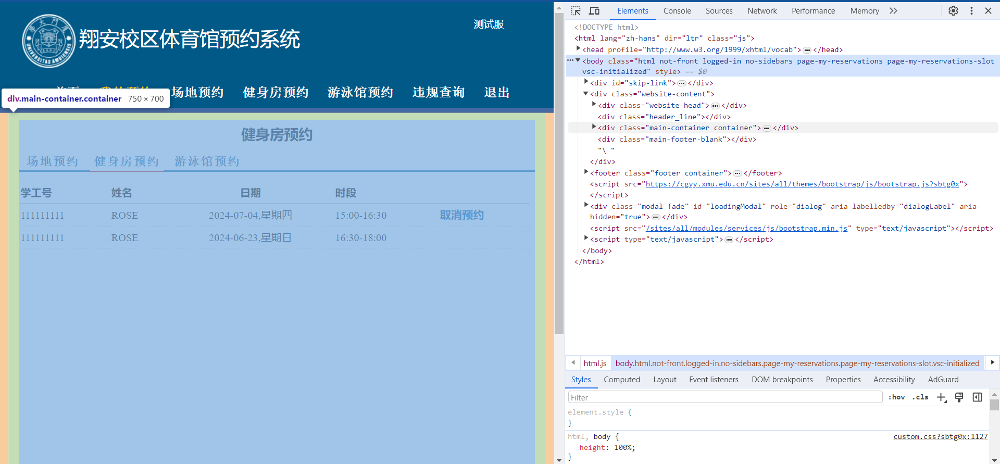 翔安校区体育馆预约系统
测试服
场地预约 健身房预约 游泳馆预约 违规查询 退出
div.main-container.container 750 × 700
健身房预约
场地预约 健身房预约 游泳馆预约
学工号 姓名 日期 时段
111111111 ROSE 2024-07-04,星期四 15:00-16:30 取消预约
111111111 ROSE 2024-06-23,星期日 16:30-18:00
Elements Console Sources Network Performance Memory
<!DOCTYPE html>
<html lang="zh-hans" dir="ltr" class="js">
<head profile="http://www.w3.org/1999/xhtml/vocab"> ••• </head>
<body class="html not-front logged-in no-sidebars page-my-reservations page-my-reservations-slot
vsc-initialized" style> == $0
<div id="skip-link"> ••• </div>
<div class="website-content">
<div class="website-head"> ••• </div>
<div class="header_line"></div>
<div class="main-container container"> ••• </div>
<div class="main-footer-blank"></div>
"\ "
</div>
<footer class="footer container"> ••• </footer>
<script src="https://cgyy.xmu.edu.cn/sites/all/themes/bootstrap/js/bootstrap.js?sbtg0x">
</script>
<div class="modal fade" id="loadingModal" role="dialog" aria-labelledby="dialogLabel" aria-
hidden="true"> ••• </div>
<script src="/sites/all/modules/services/js/bootstrap.min.js" type="text/javascript"></script>
<script type="text/javascript"> ••• </script>
</body>
</html>
html.js body.html.not-front.logged-in.no-sidebars.page-my-reservations.page-my-reservations-slot.vsc-initialized
Styles Computed Layout Event listeners DOM breakpoints Properties Accessibility AdGuard
Filter :hov .cls
element.style {
}
html, body { custom.css?sbtg0x:1127
height: 100%;
}